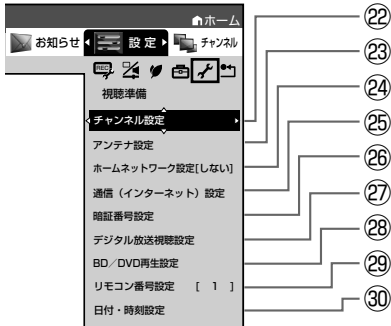 ホーム
お知らせ 設定 チャンネル
REC
視聴準備
チャンネル設定 ㉒
アンテナ設定 ㉓
ホームネットワーク設定[しない] ㉔
通信（インターネット）設定 ㉕
暗証番号設定 ㉖
デジタル放送視聴設定 ㉗
BD／DVD再生設定 ㉘
リモコン番号設定 [ 1 ] ㉙
日付・時刻設定 ㉚